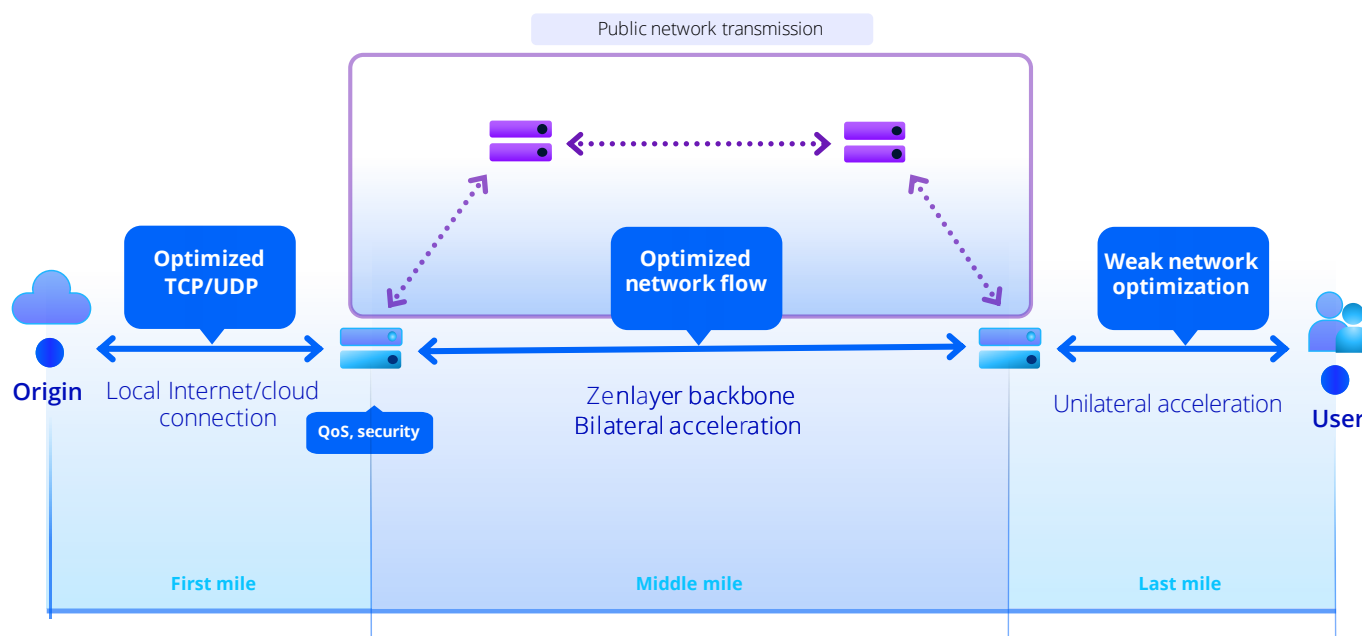 Public network transmission
Optimized
TCP/UDP
Optimized
network flow
Weak network
optimization
Origin
Local Internet/cloud
connection
QoS, security
Zenlayer backbone
Bilateral acceleration
Unilateral acceleration
User
First mile
Middle mile
Last mile